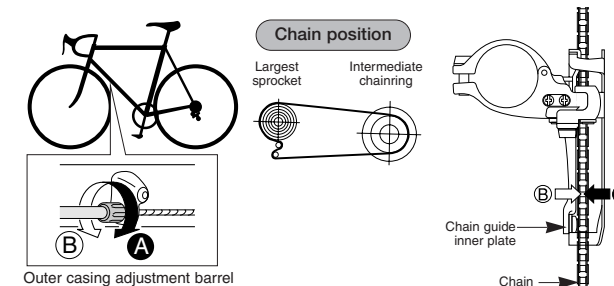 Chain position
Largest
sprocket
Intermediate
chainring
B
A
Outer casing adjustment barrel
B
Chain guide
inner plate
Chain